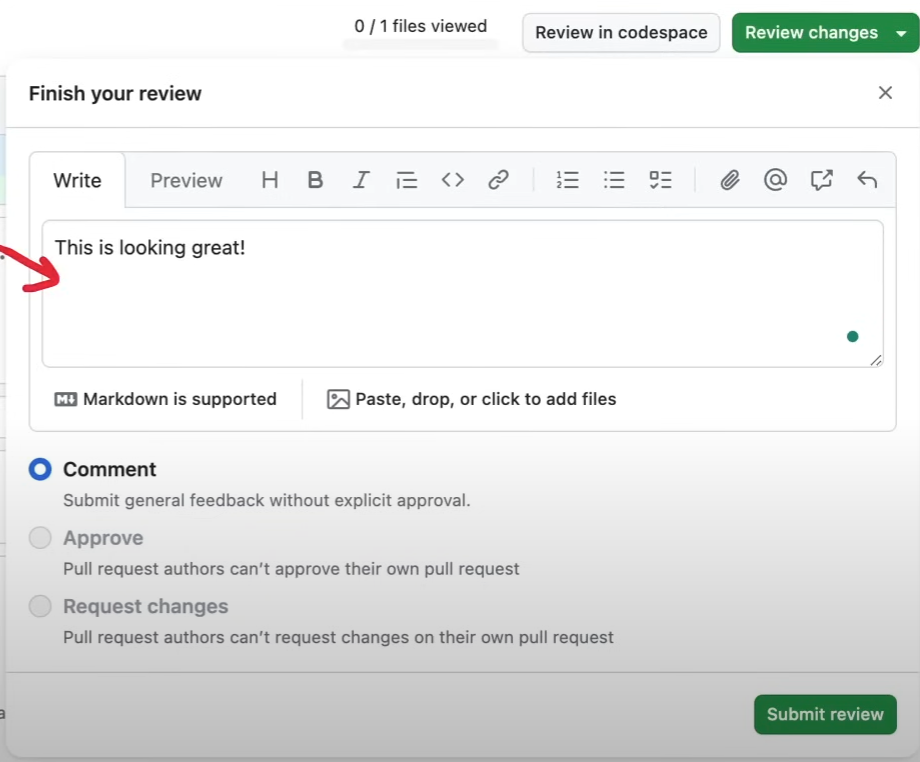 0 / 1 files viewed
Review in codespace
Review changes
Finish your review
Write
Preview
This is looking great!
Markdown is supported
Paste, drop, or click to add files
Comment
Submit general feedback without explicit approval.
Approve
Pull request authors can't approve their own pull request
Request changes
Pull request authors can't request changes on their own pull request
Submit review